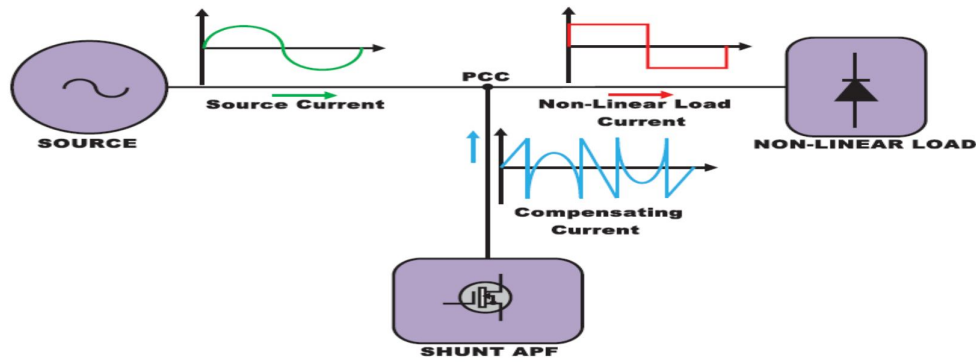 PCC
Source Current
Non-Linear Load
Current
SOURCE
NON-LINEAR LOAD
Compensating
Current
SHUNT APF